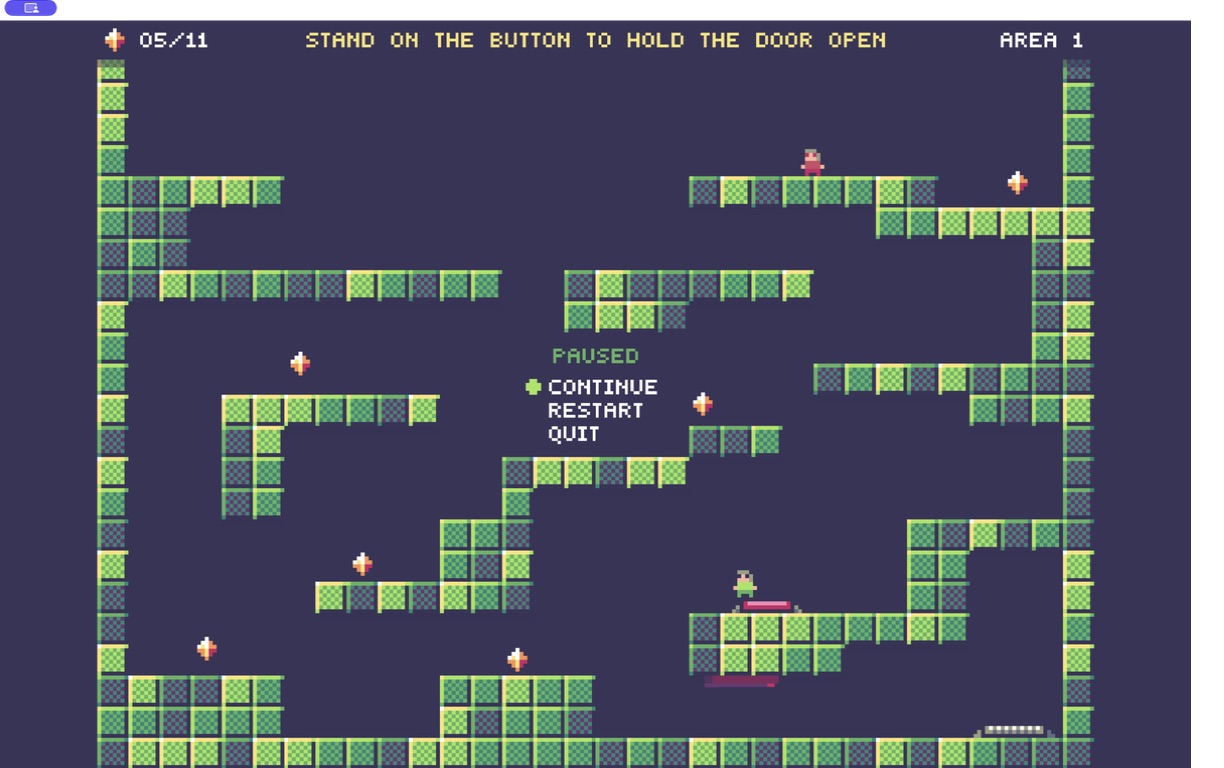 05/11
STAND ON THE BUTTON TO HOLD THE DOOR OPEN
AREA 1
PAUSED
CONTINUE
RESTART
QUIT